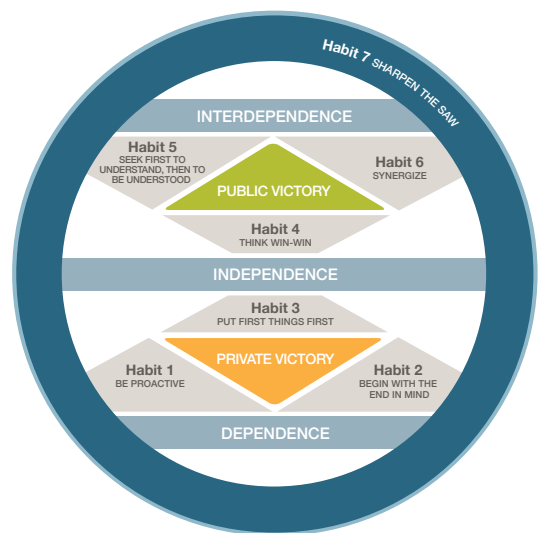 Habit 7 SHARPEN THE SAW
INTERDEPENDENCE
Habit 5
SEEK FIRST TO
UNDERSTAND, THEN TO
BE UNDERSTOOD
Habit 6
SYNERGIZE
PUBLIC VICTORY
Habit 4
THINK WIN-WIN
INDEPENDENCE
Habit 3
PUT FIRST THINGS FIRST
PRIVATE VICTORY
Habit 1
BE PROACTIVE
Habit 2
BEGIN WITH THE
END IN MIND
DEPENDENCE